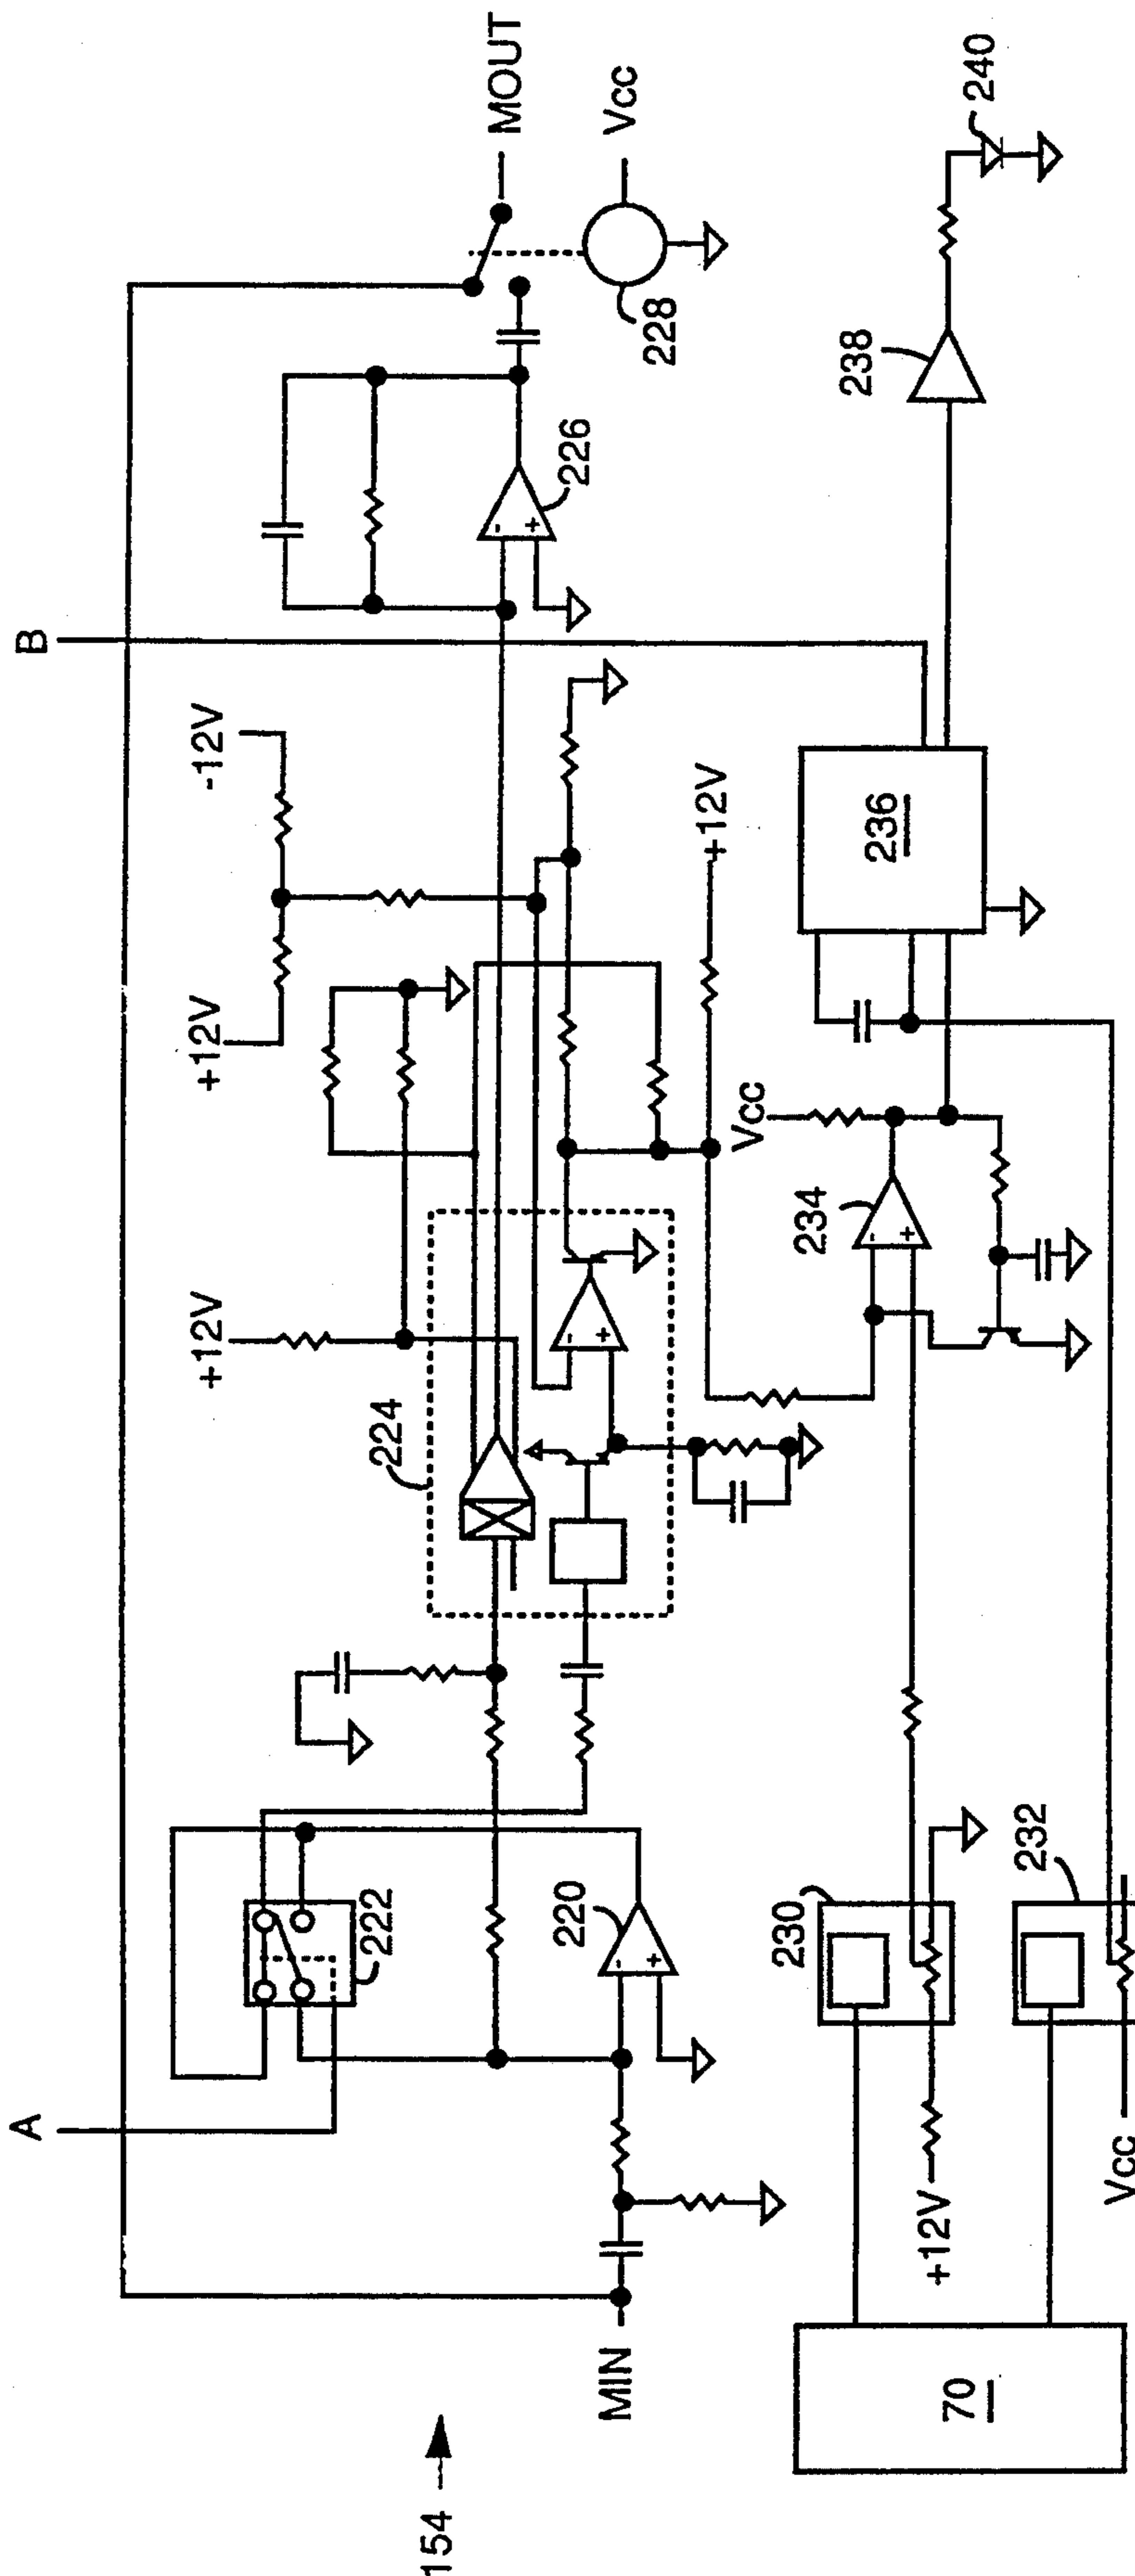 A
B
MIN
MOUT
Vcc
154
70
+12V
+12V
+12V
-12V
+12V
Vcc
Vcc
220
222
224
226
228
230
232
234
236
238
240
-
+
-
+
-
+
-
+